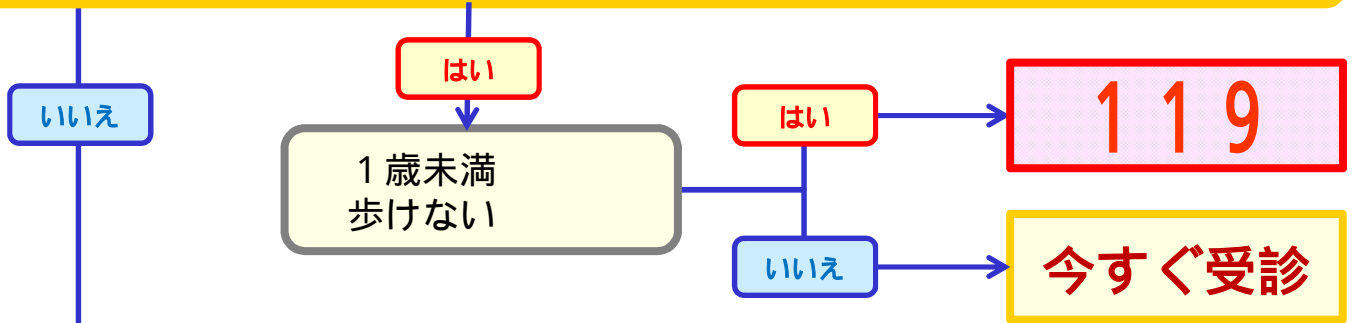 はい
いいえ
１歳未満
歩けない
はい
１１９
いいえ
今すぐ受診